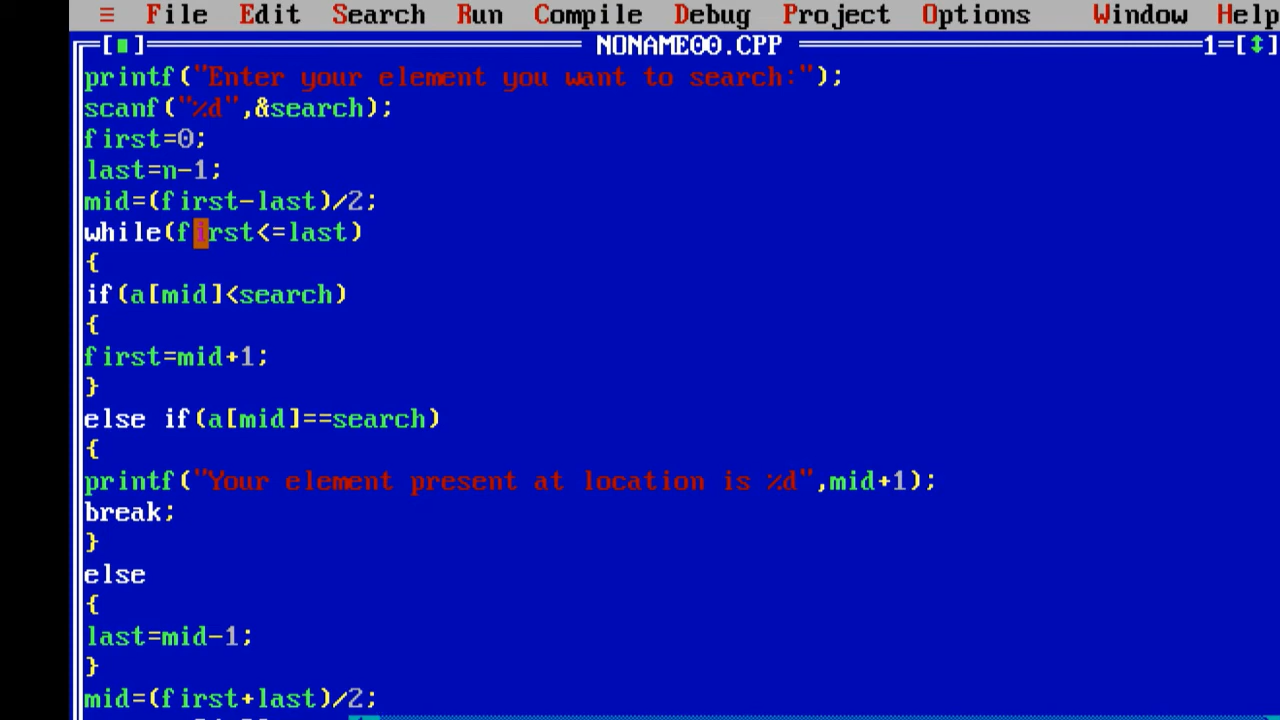 ≡ File Edit Search Run Compile Debug Project Options Window Help
[■] NONAME00.CPP 1=[↕]
printf("Enter your element you want to search:");
scanf("%d",&search);
first=0;
last=n-1;
mid=(first-last)/2;
while(first<=last)
{
if(a[mid]<search)
{
first=mid+1;
}
else if(a[mid]==search)
{
printf("Your element present at location is %d",mid+1);
break;
}
else
{
last=mid-1;
}
mid=(first+last)/2;